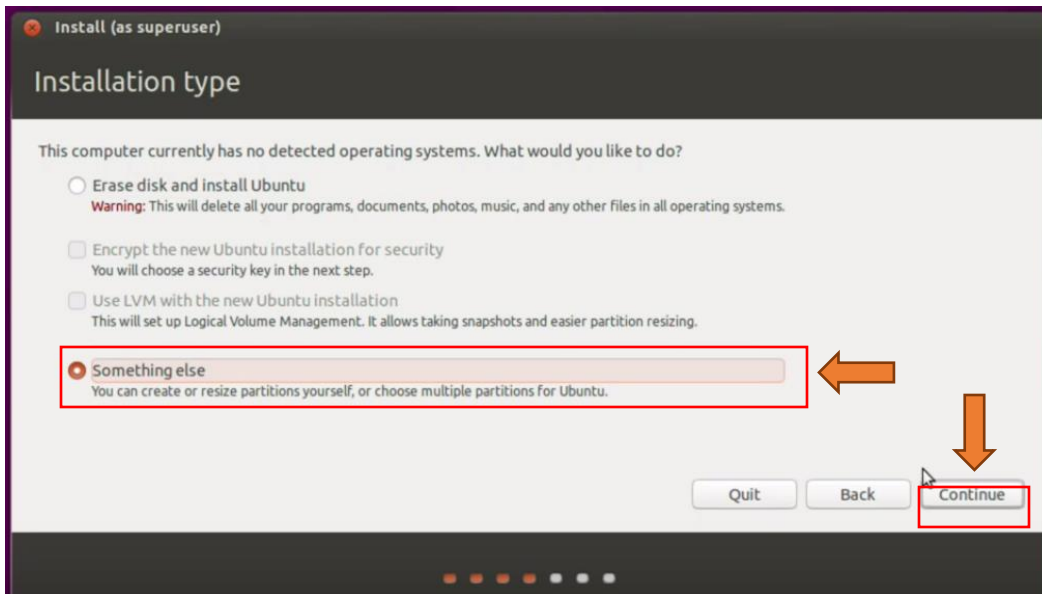 Install (as superuser)
Installation type
This computer currently has no detected operating systems. What would you like to do?
Erase disk and install Ubuntu
Warning: This will delete all your programs, documents, photos, music, and any other files in all operating systems.
Encrypt the new Ubuntu installation for security
You will choose a security key in the next step.
Use LVM with the new Ubuntu installation
This will set up Logical Volume Management. It allows taking snapshots and easier partition resizing.
Something else
You can create or resize partitions yourself, or choose multiple partitions for Ubuntu.
Quit Back Continue